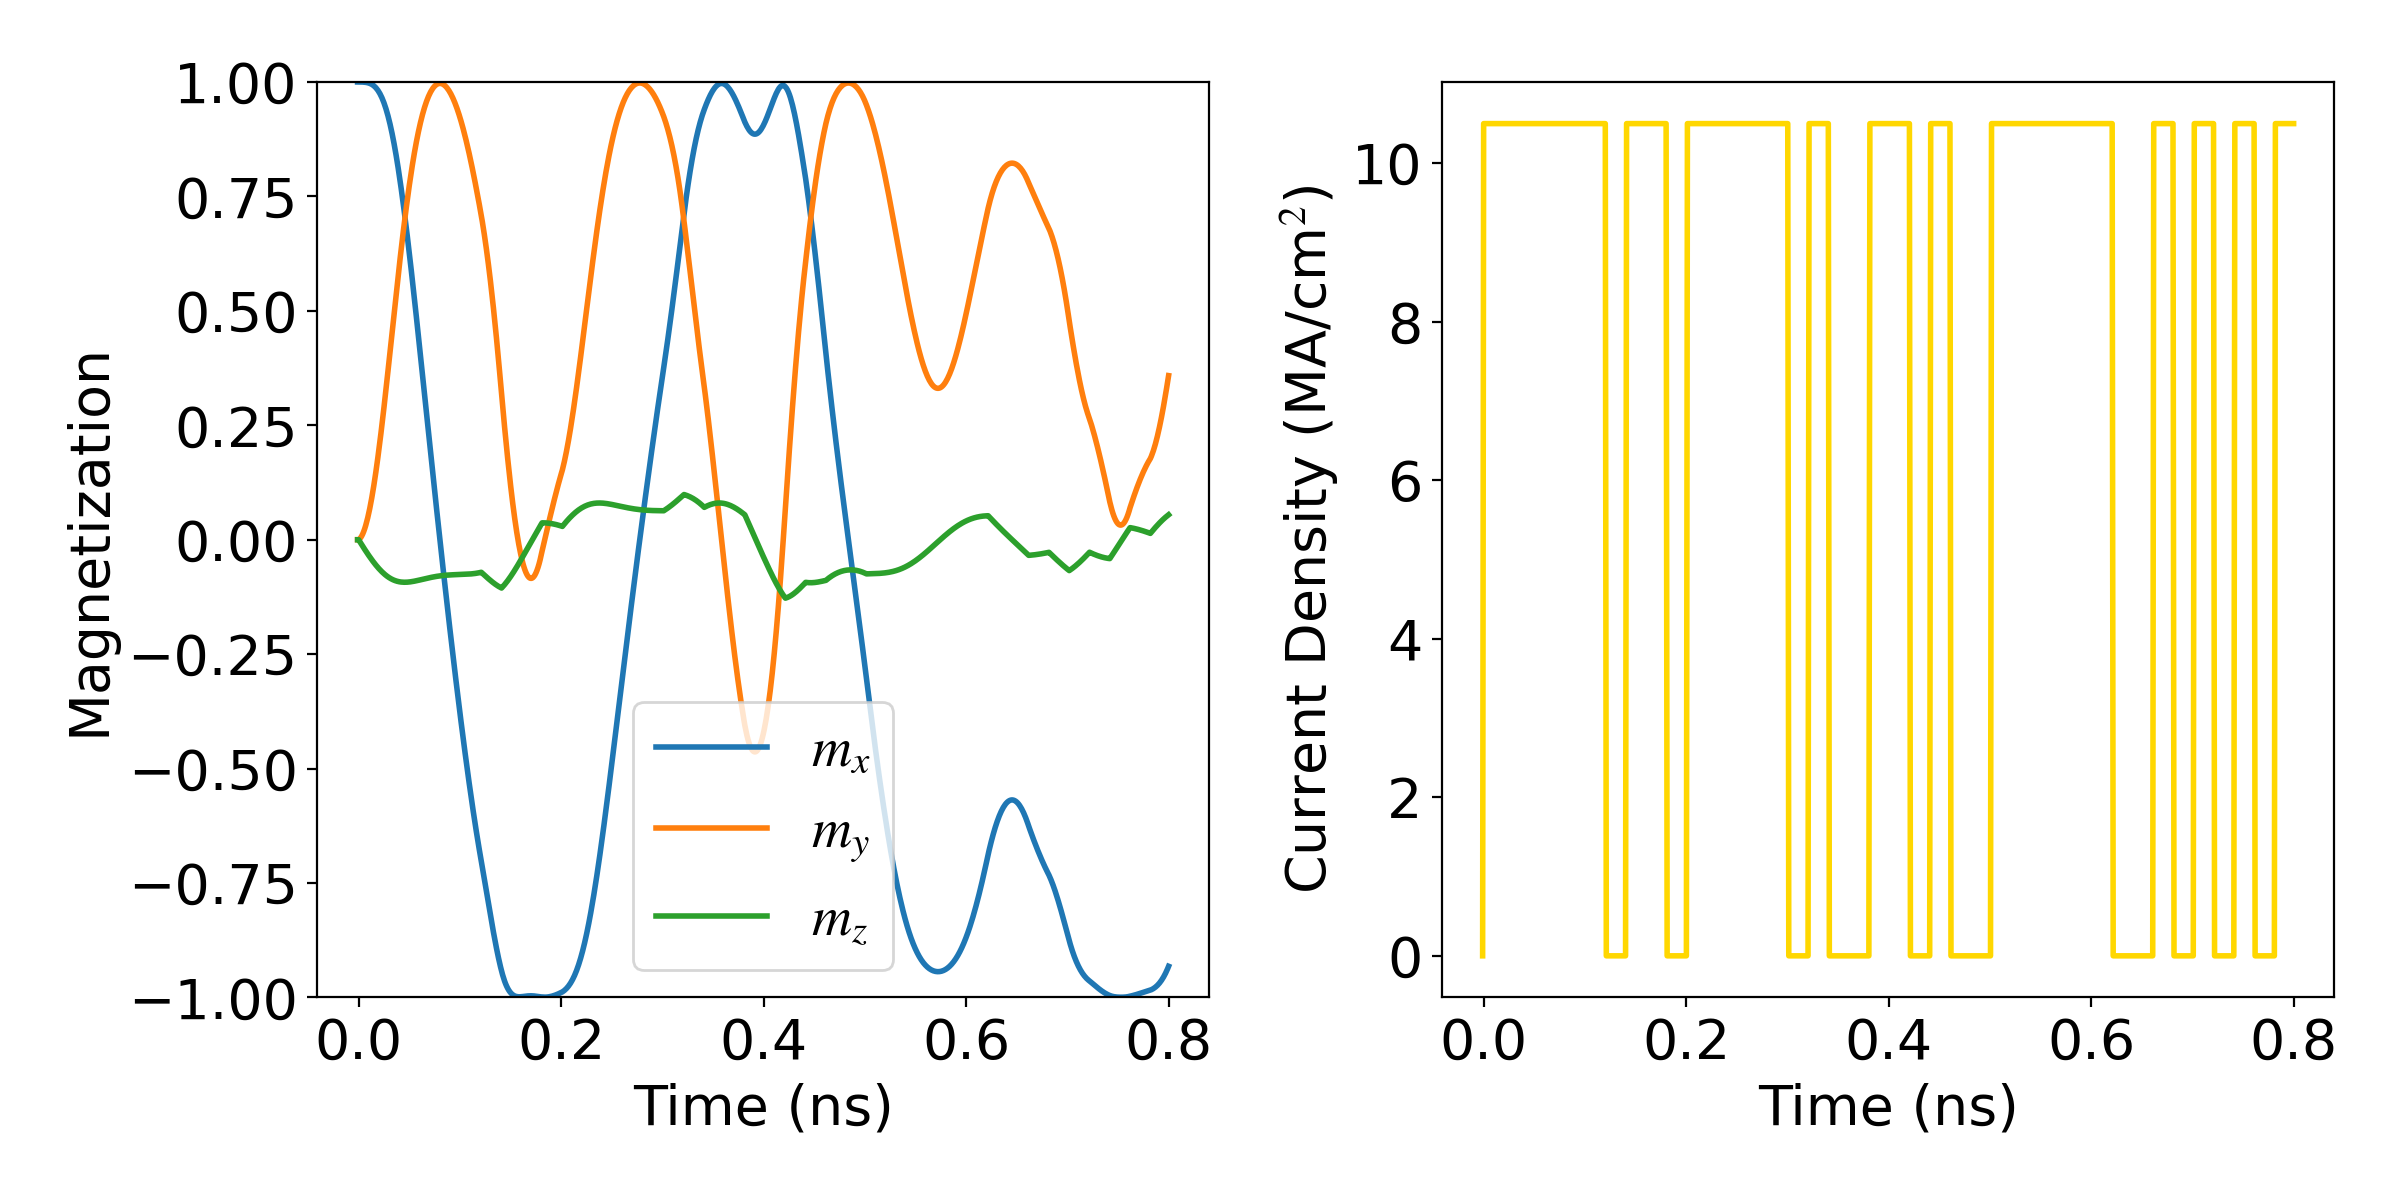 Magnetization
1.00
0.75
0.50
0.25
0.00
−0.25
−0.50
−0.75
−1.00
0.0 0.2 0.4 0.6 0.8
Time (ns)
m_x
m_y
m_z
Current Density (MA/cm²)
10
8
6
4
2
0
0.0 0.2 0.4 0.6 0.8
Time (ns)